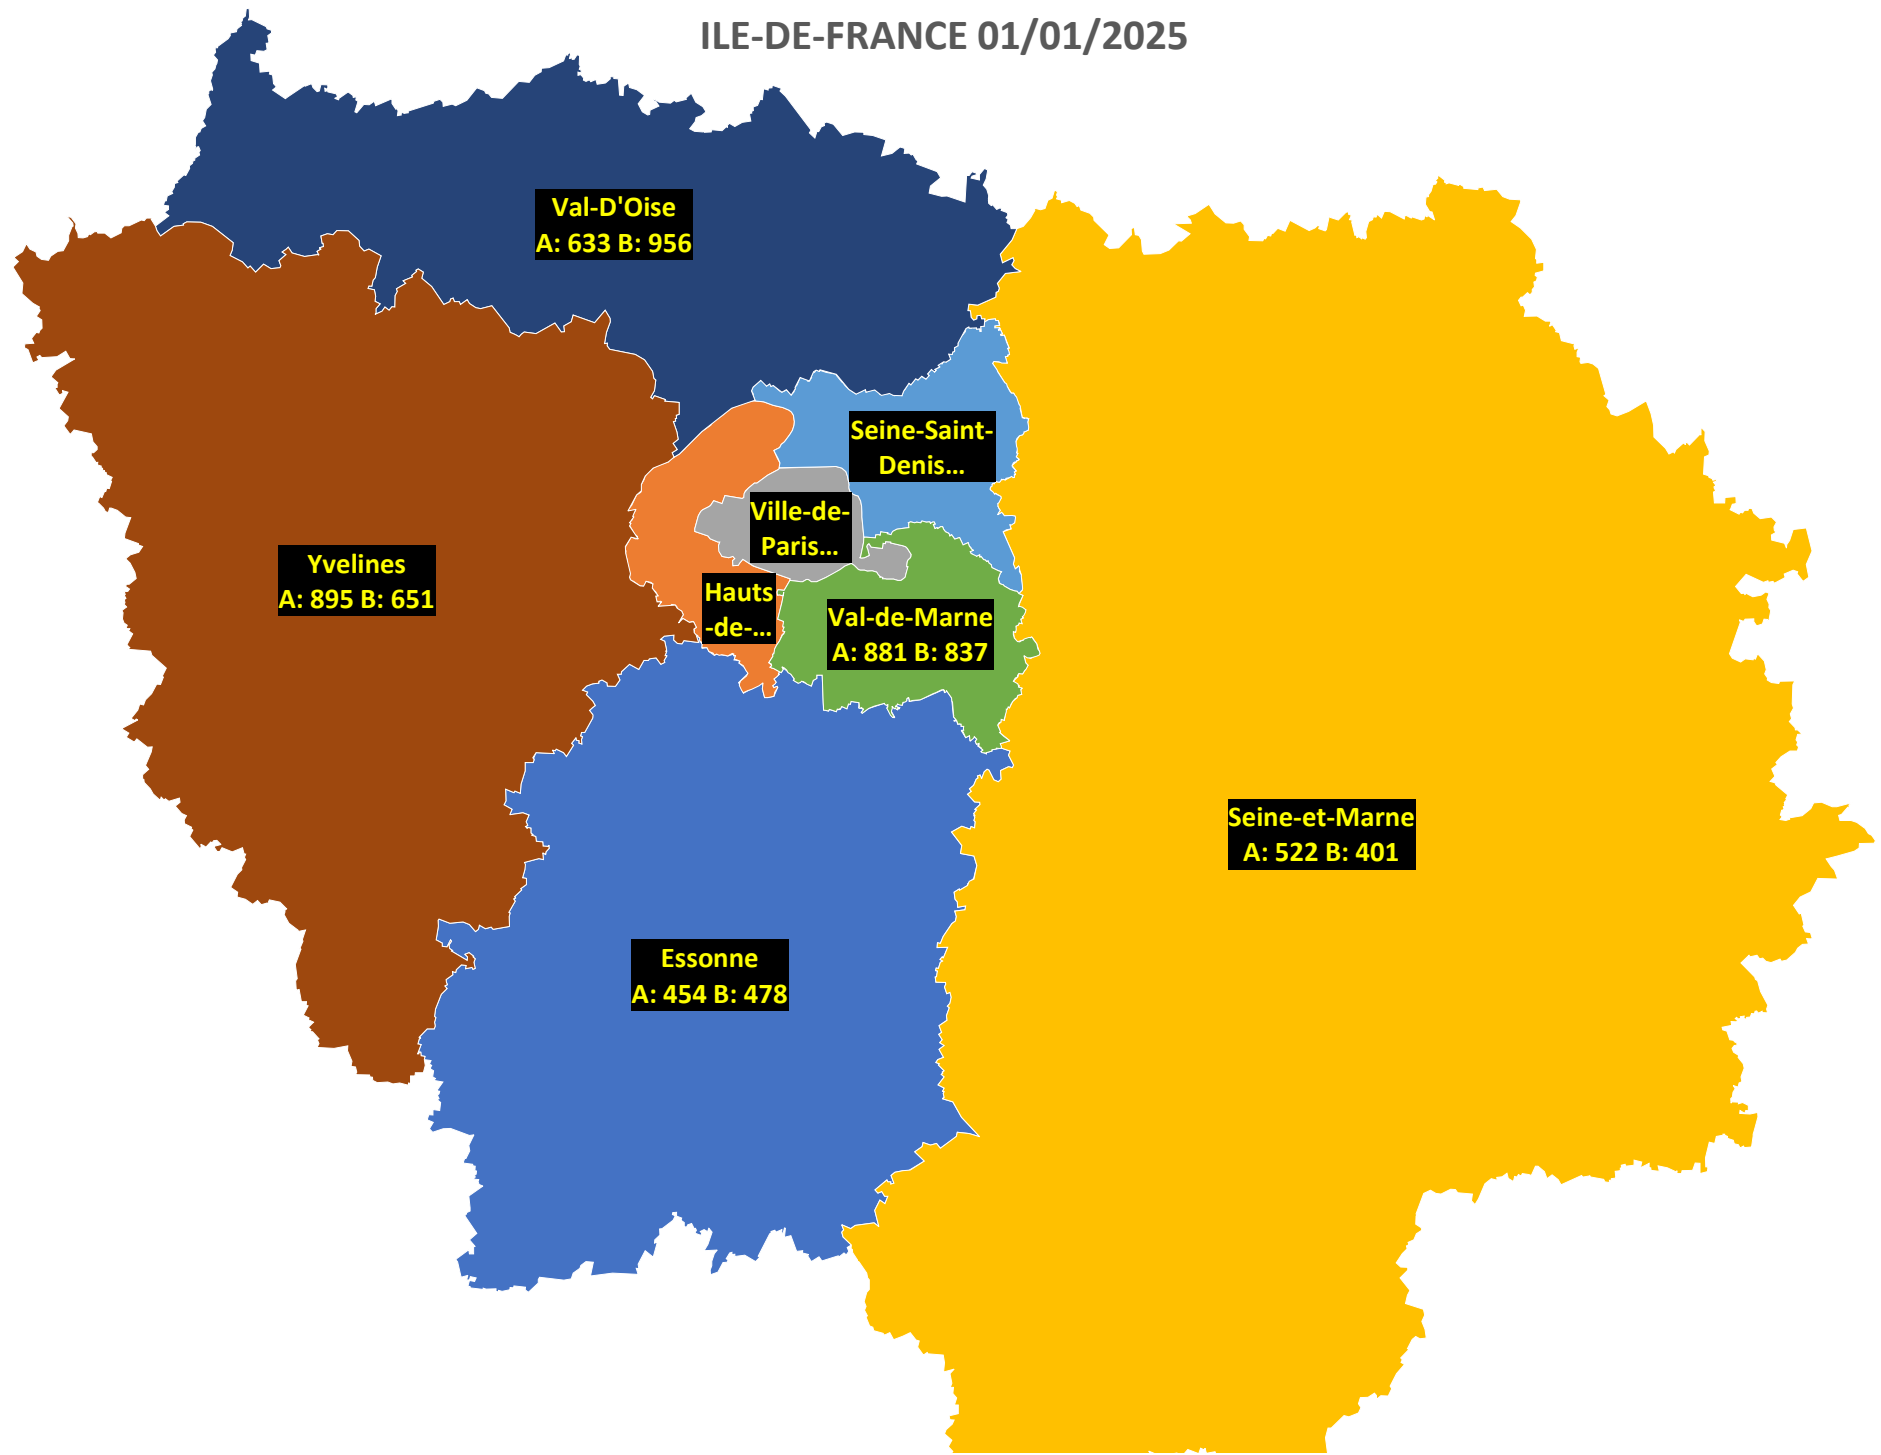 ILE-DE-FRANCE 01/01/2025
Val-D'Oise
A: 633 B: 956
Seine-Saint-
Denis...
Ville-de-
Paris...
Yvelines
A: 895 B: 651
Hauts
-de-...
Val-de-Marne
A: 881 B: 837
Seine-et-Marne
A: 522 B: 401
Essonne
A: 454 B: 478